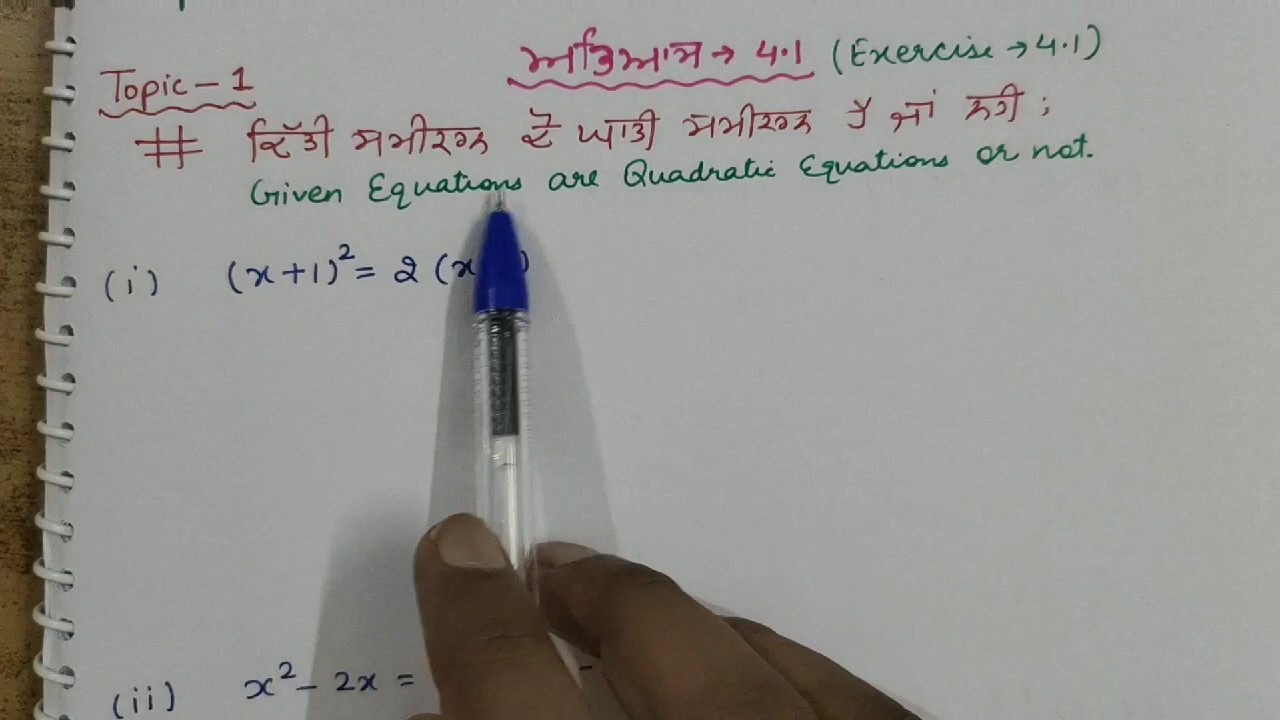 ਅਭਿਆਸ → 4.1 (Exercise → 4.1)
Topic - 1
# ਦਿੱਤੀ ਸਮੀਕਰਨ ਦੋ ਘਾਤੀ ਸਮੀਕਰਨ ਹੈ ਜਾਂ ਨਹੀਂ ;
Given Equations are Quadratic Equations or not.
(i) (x+1)² = 2 (x
(ii) x² - 2x =